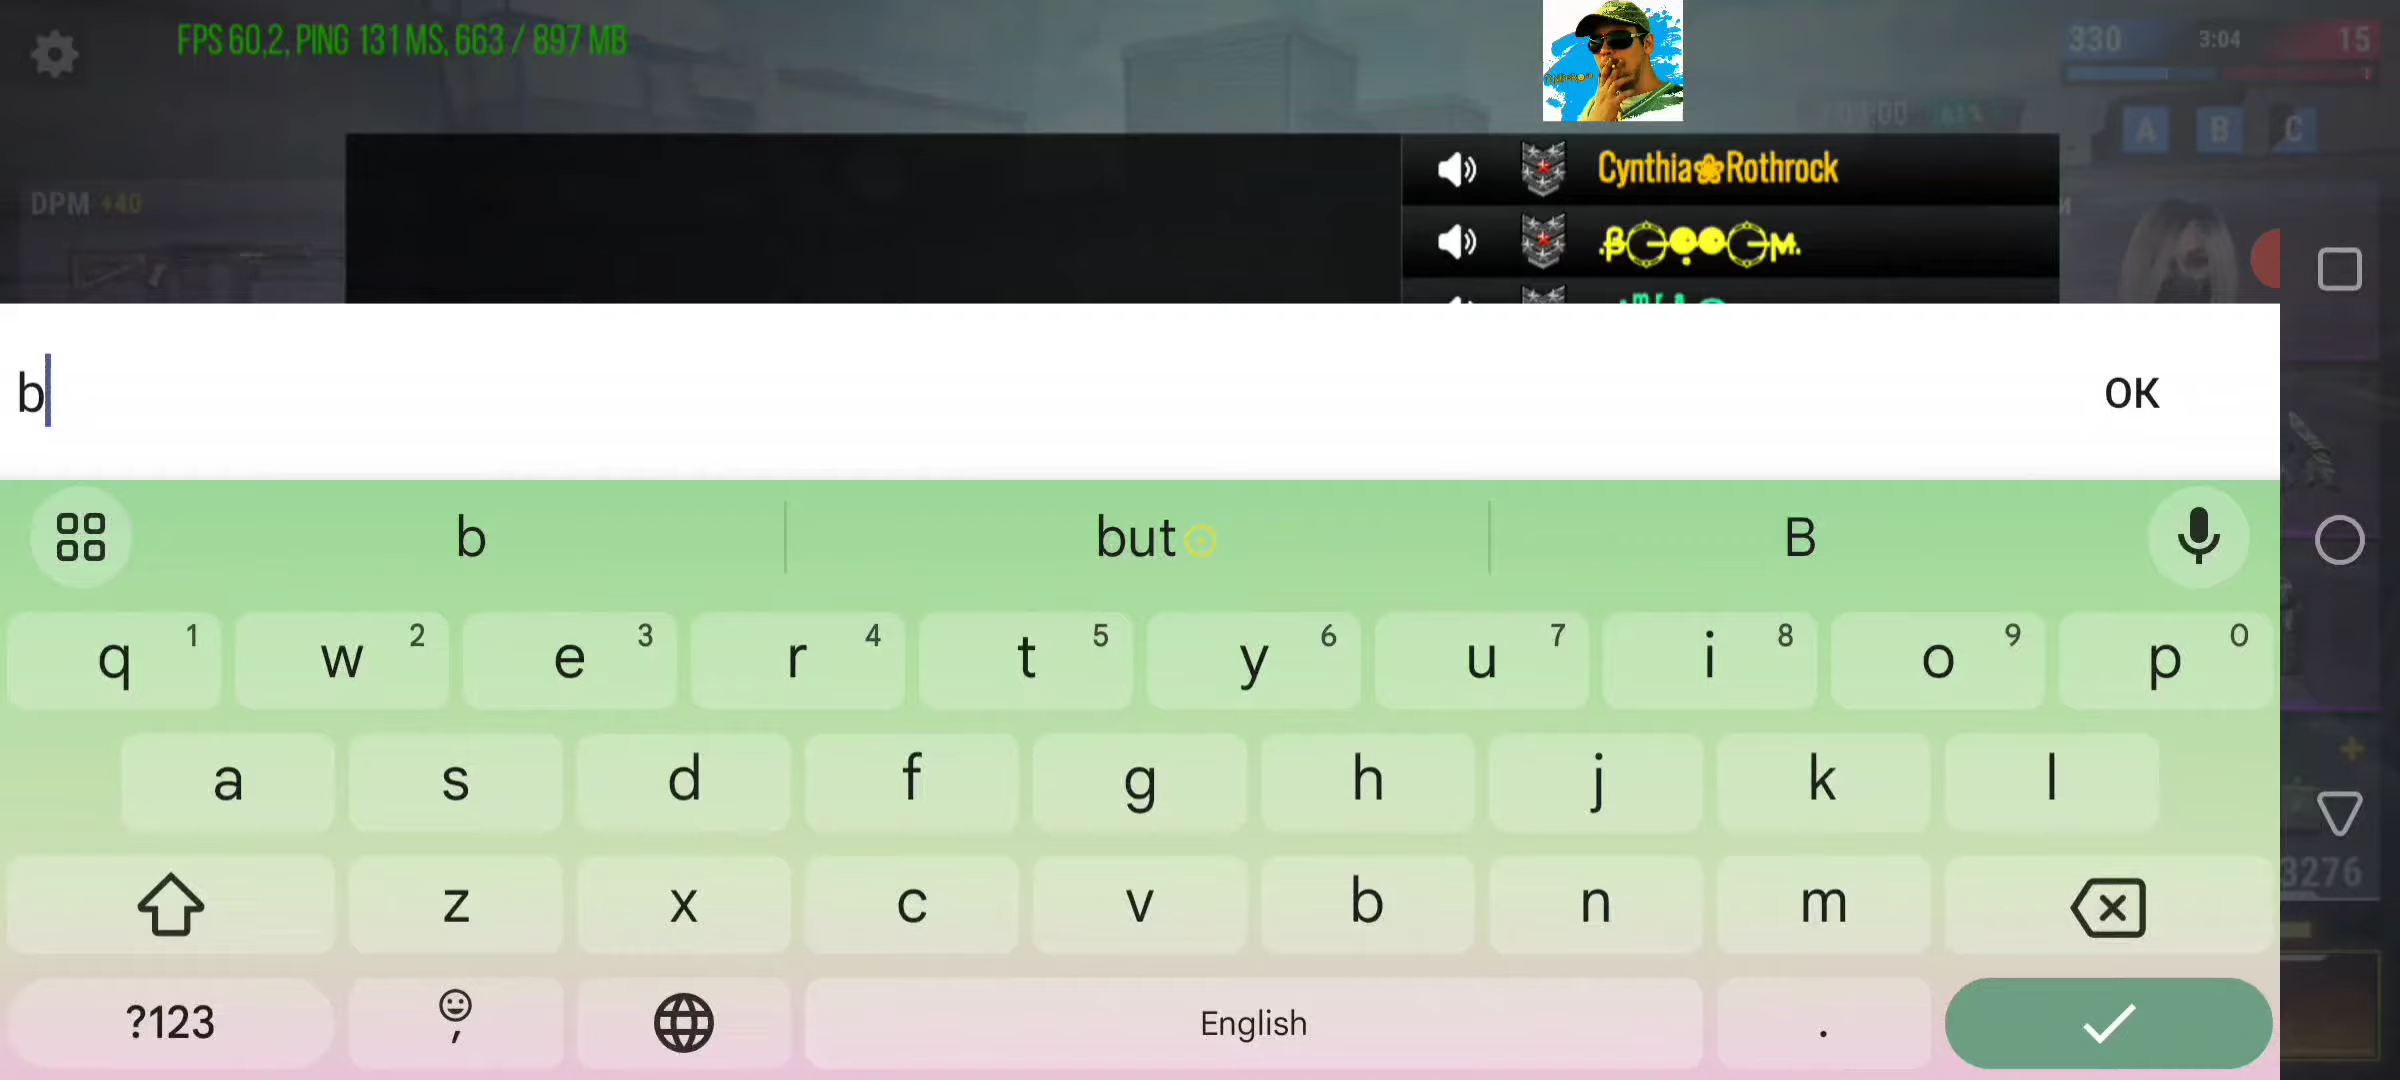 FPS 60,2, PING 131 MS, 663 / 897 MB
330 3:04 15
A B C
DPM +40
Cynthia Rothrock
b
OK
b but B
q 1 w 2 e 3 r 4 t 5 y 6 u 7 i 8 o 9 p 0
a s d f g h j k l
z x c v b n m
3276
?123 , English .